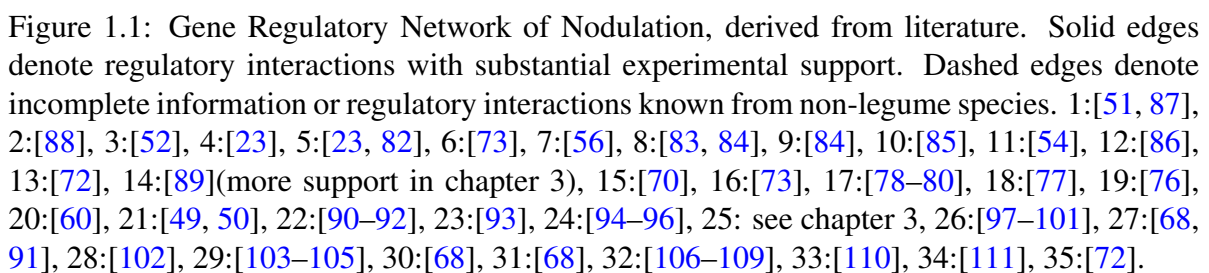 Figure 1.1: Gene Regulatory Network of Nodulation, derived from literature. Solid edges
denote regulatory interactions with substantial experimental support. Dashed edges denote
incomplete information or regulatory interactions known from non-legume species. 1:[51, 87],
2:[88], 3:[52], 4:[23], 5:[23, 82], 6:[73], 7:[56], 8:[83, 84], 9:[84], 10:[85], 11:[54], 12:[86],
13:[72], 14:[89](more support in chapter 3), 15:[70], 16:[73], 17:[78–80], 18:[77], 19:[76],
20:[60], 21:[49, 50], 22:[90–92], 23:[93], 24:[94–96], 25: see chapter 3, 26:[97–101], 27:[68,
91], 28:[102], 29:[103–105], 30:[68], 31:[68], 32:[106–109], 33:[110], 34:[111], 35:[72].